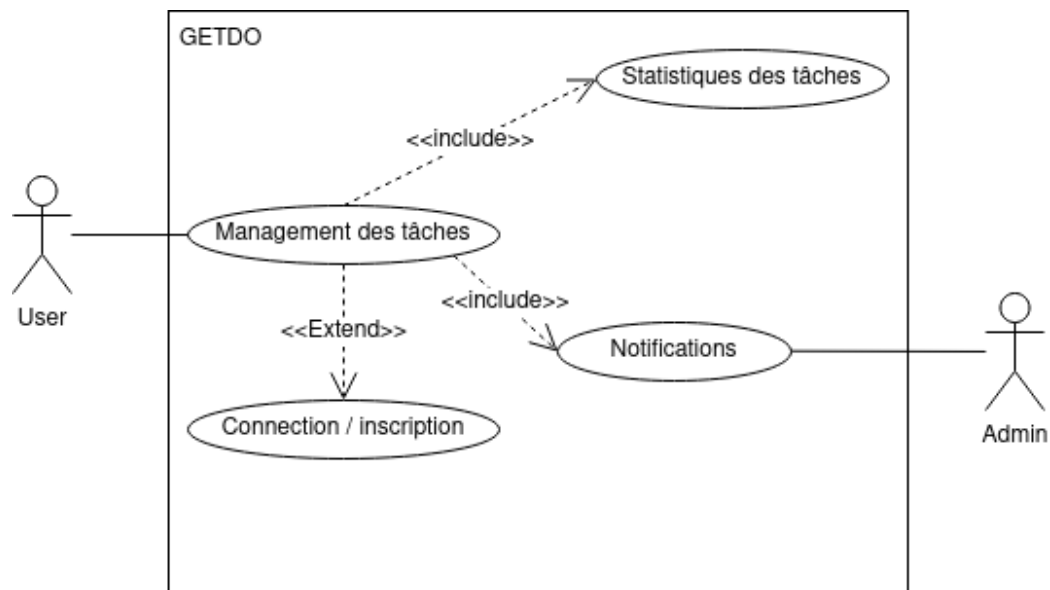 GETDO
Statistiques des tâches
<<include>>
Management des tâches
<<include>>
User
<<Extend>>
Notifications
Connection / inscription
Admin